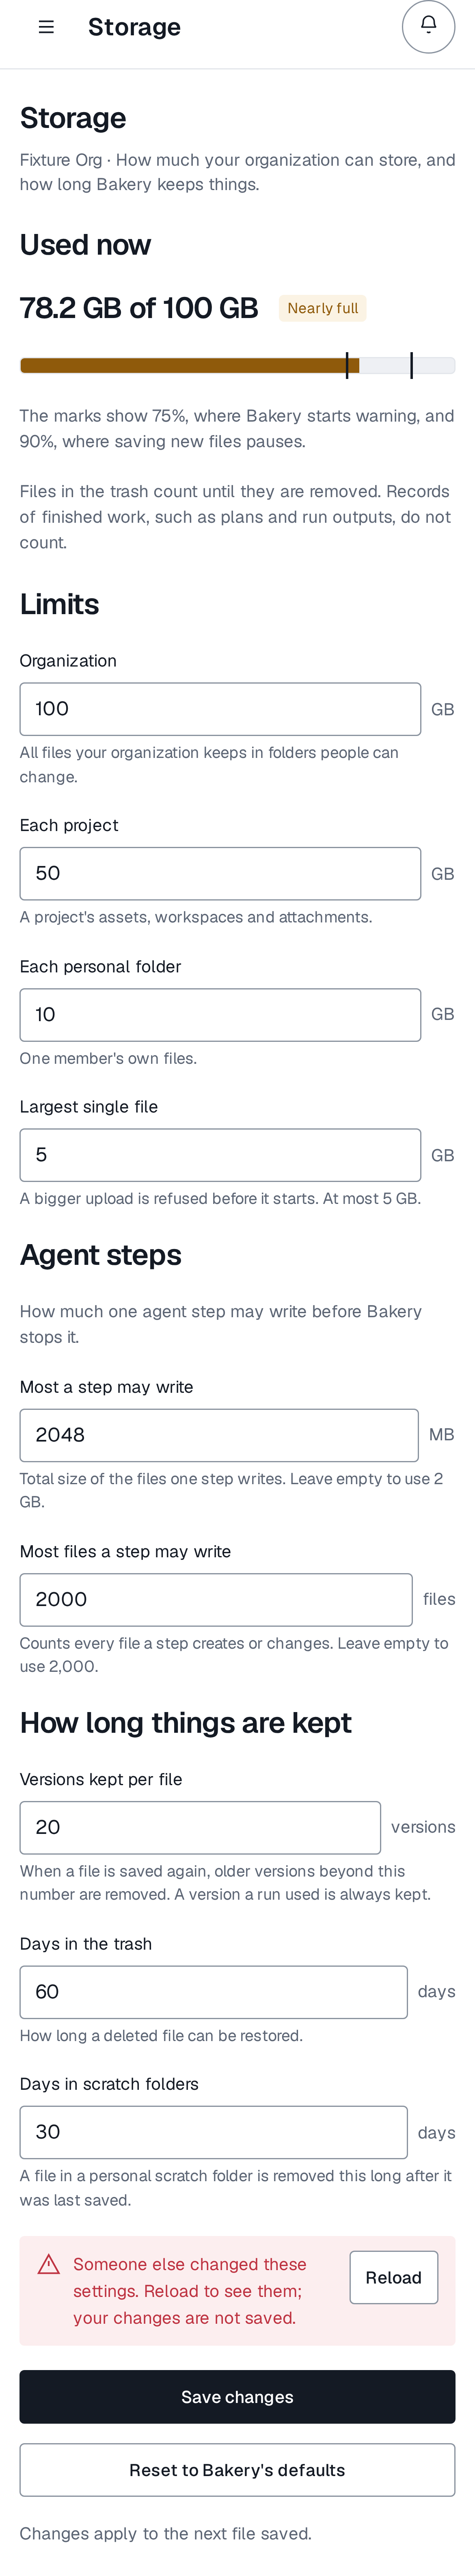 Storage
Storage
Fixture Org · How much your organization can store, and
how long Bakery keeps things.
Used now
78.2 GB of 100 GB
Nearly full
The marks show 75%, where Bakery starts warning, and
90%, where saving new files pauses.
Files in the trash count until they are removed. Records
of finished work, such as plans and run outputs, do not
count.
Limits
Organization
100
GB
All files your organization keeps in folders people can
change.
Each project
50
GB
A project's assets, workspaces and attachments.
Each personal folder
10
GB
One member's own files.
Largest single file
5
GB
A bigger upload is refused before it starts. At most 5 GB.
Agent steps
How much one agent step may write before Bakery
stops it.
Most a step may write
2048
MB
Total size of the files one step writes. Leave empty to use 2
GB.
Most files a step may write
2000
files
Counts every file a step creates or changes. Leave empty to
use 2,000.
How long things are kept
Versions kept per file
20
versions
When a file is saved again, older versions beyond this
number are removed. A version a run used is always kept.
Days in the trash
60
days
How long a deleted file can be restored.
Days in scratch folders
30
days
A file in a personal scratch folder is removed this long after it
was last saved.
Someone else changed these
settings. Reload to see them;
your changes are not saved.
Reload
Save changes
Reset to Bakery's defaults
Changes apply to the next file saved.